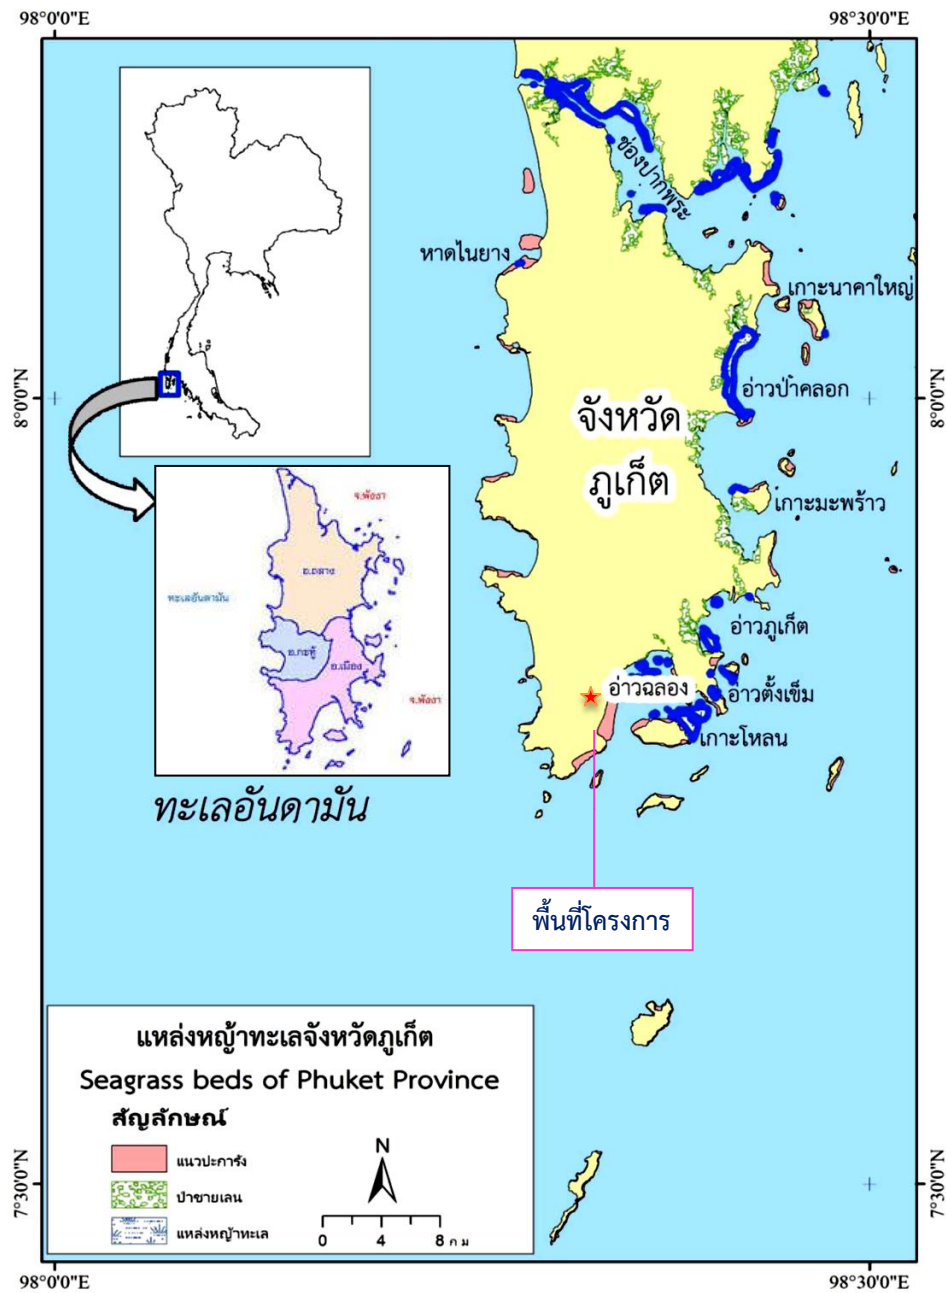 98°0'0"E
98°30'0"E
ช่องปากพระ
หาดไนยาง
เกาะนาคาใหญ่
8°0'0"N
8°0'0"N
อ่าวป่าคลอก
จังหวัด
ภูเก็ต
เกาะมะพร้าว
จ.พังงา
อ.ถลาง
ทะเลอันดามัน
อ.กะทู้
อ.เมือง
จ.พังงา
อ่าวภูเก็ต
อ่าวฉลอง
อ่าวตั้งเข็ม
เกาะโหลน
ทะเลอันดามัน
พื้นที่โครงการ
แหล่งหญ้าทะเลจังหวัดภูเก็ต
Seagrass beds of Phuket Province
สัญลักษณ์
แนวปะการัง
ป่าชายเลน
แหล่งหญ้าทะเล
N
0 4 8 กม
7°30'0"N
7°30'0"N
98°0'0"E
98°30'0"E